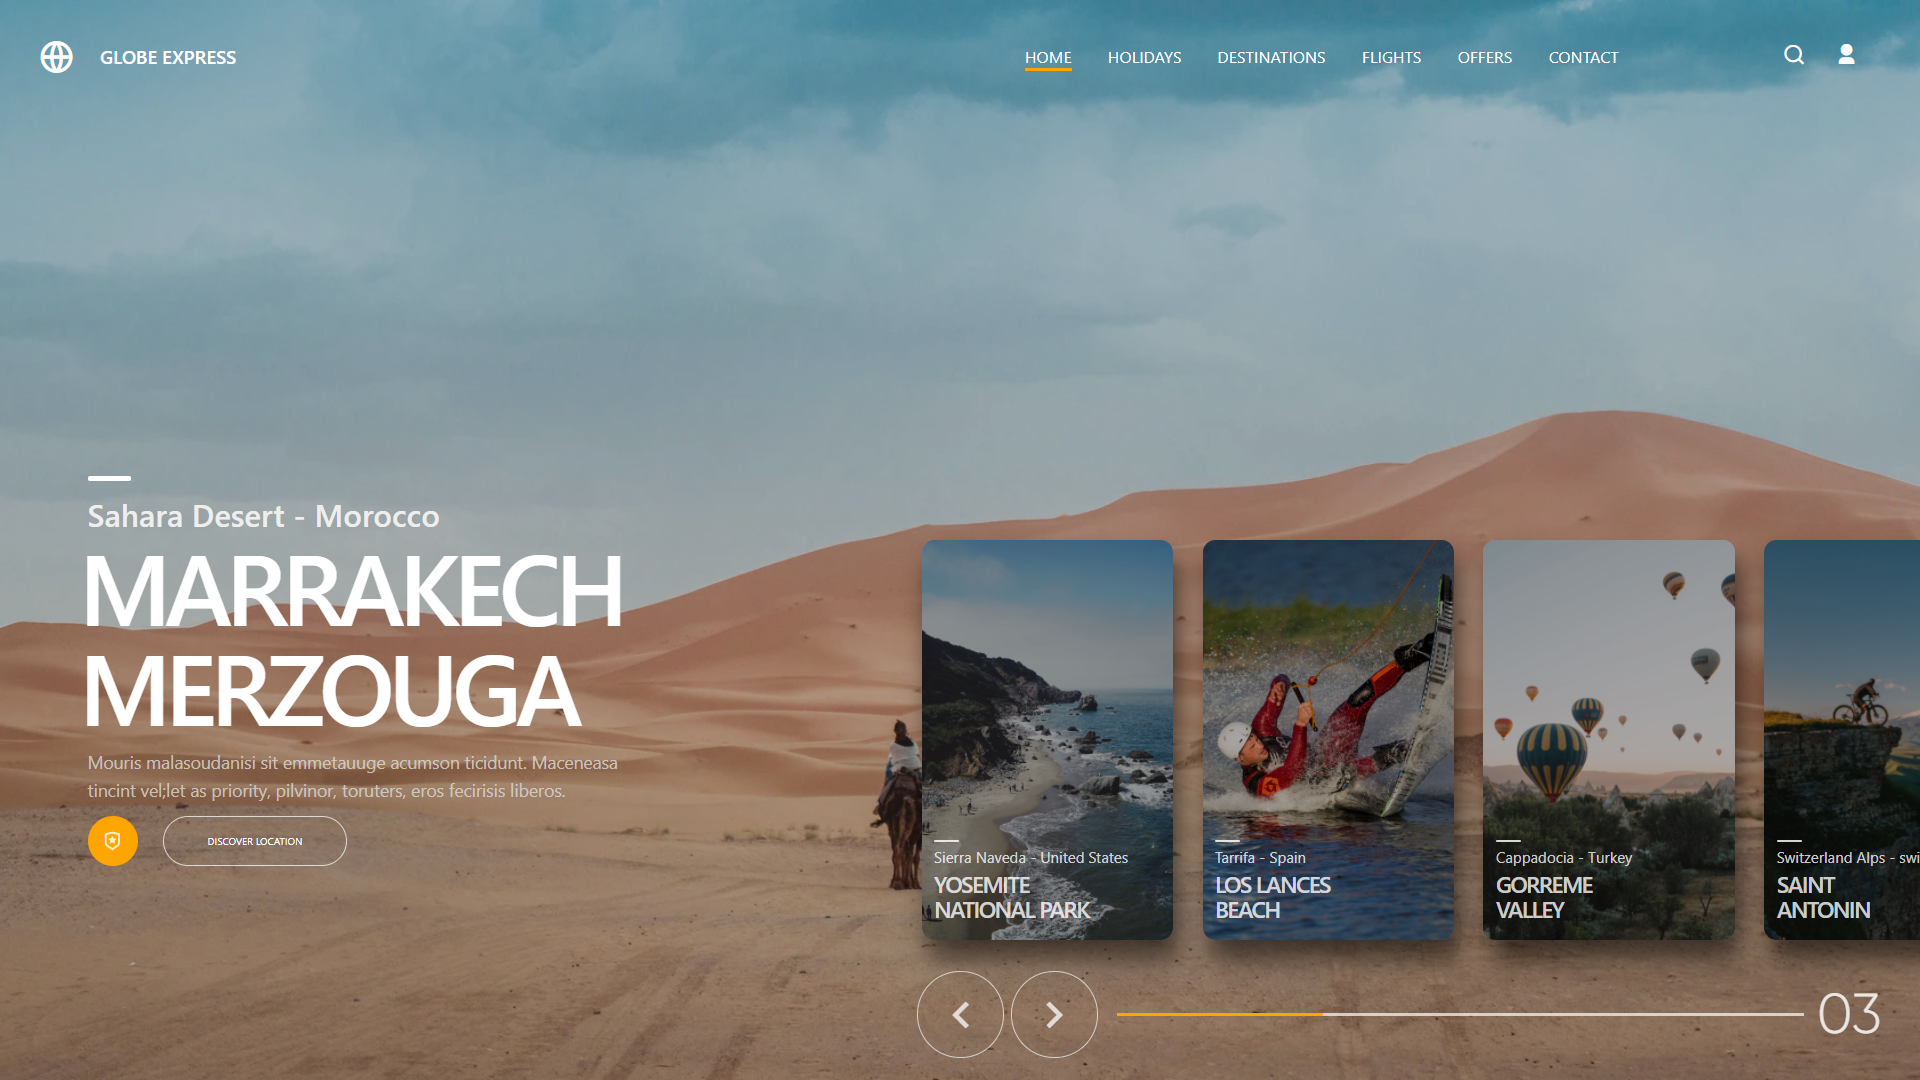 GLOBE EXPRESS
HOME HOLIDAYS DESTINATIONS FLIGHTS OFFERS CONTACT
Sahara Desert - Morocco
MARRAKECH
MERZOUGA
Mouris malasoudanisi sit emmetauuge acumson ticidunt. Maceneasa
tincint vel;let as priority, pilvinor, toruters, eros fecirisis liberos.
DISCOVER LOCATION
Sierra Naveda - United States
YOSEMITE
NATIONAL PARK
Tarrifa - Spain
LOS LANCES
BEACH
Cappadocia - Turkey
GORREME
VALLEY
Switzerland Alps - swi
SAINT
ANTONIN
03